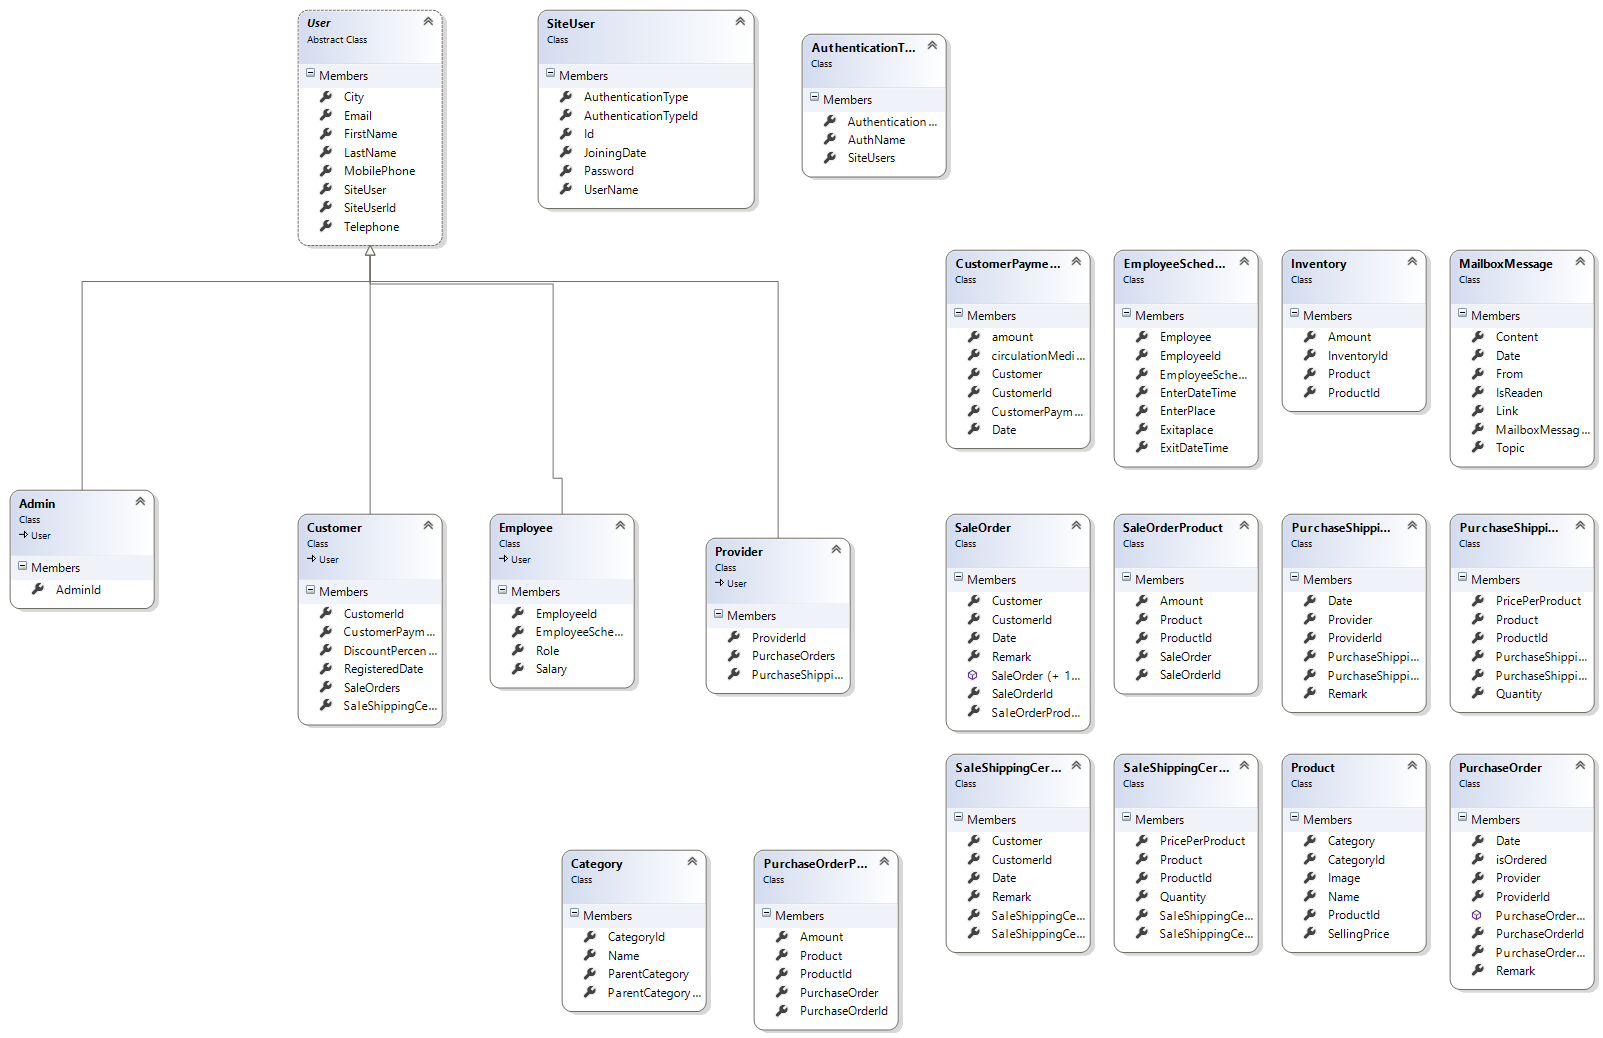 User
Abstract Class
Members
City
Email
FirstName
LastName
MobilePhone
SiteUser
SiteUserId
Telephone
SiteUser
Class
Members
AuthenticationType
AuthenticationTypeId
Id
JoiningDate
Password
UserName
AuthenticationT...
Class
Members
Authentication ...
AuthName
SiteUsers
CustomerPayme...
Class
Members
amount
circulationMedi ...
Customer
CustomerId
CustomerPaym ...
Date
EmployeeSched...
Class
Members
Employee
EmployeeId
EmployeeSche...
EnterDateTime
EnterPlace
Exitaplace
ExitDateTime
Inventory
Class
Members
Amount
InventoryId
Product
ProductId
MailboxMessage
Class
Members
Content
Date
From
IsReaden
Link
MailboxMessag...
Topic
Admin
Class
User
Members
AdminId
Customer
Class
User
Members
CustomerId
CustomerPaym ...
DiscountPercen ...
RegisteredDate
SaleOrders
SaleShippingCe...
Employee
Class
User
Members
EmployeeId
EmployeeSche...
Role
Salary
Provider
Class
User
Members
ProviderId
PurchaseOrders
PurchaseShippi...
SaleOrder
Class
Members
Customer
CustomerId
Date
Remark
SaleOrder (+ 1...
SaleOrderId
SaleOrderProd...
SaleOrderProduct
Class
Members
Amount
Product
ProductId
SaleOrder
SaleOrderId
PurchaseShippi...
Class
Members
Date
Provider
ProviderId
PurchaseShippi...
PurchaseShippi...
Remark
PurchaseShippi...
Class
Members
PricePerProduct
Product
ProductId
PurchaseShippi...
PurchaseShippi...
Quantity
SaleShippingCer...
Class
Members
Customer
CustomerId
Date
Remark
SaleShippingCe...
SaleShippingCe...
SaleShippingCer...
Class
Members
PricePerProduct
Product
ProductId
Quantity
SaleShippingCe...
SaleShippingCe...
Product
Class
Members
Category
CategoryId
Image
Name
ProductId
SellingPrice
PurchaseOrder
Class
Members
Date
isOrdered
Provider
ProviderId
PurchaseOrder...
PurchaseOrderId
PurchaseOrder...
Remark
Category
Class
Members
CategoryId
Name
ParentCategory
ParentCategory ...
PurchaseOrderP...
Class
Members
Amount
Product
ProductId
PurchaseOrder
PurchaseOrderId